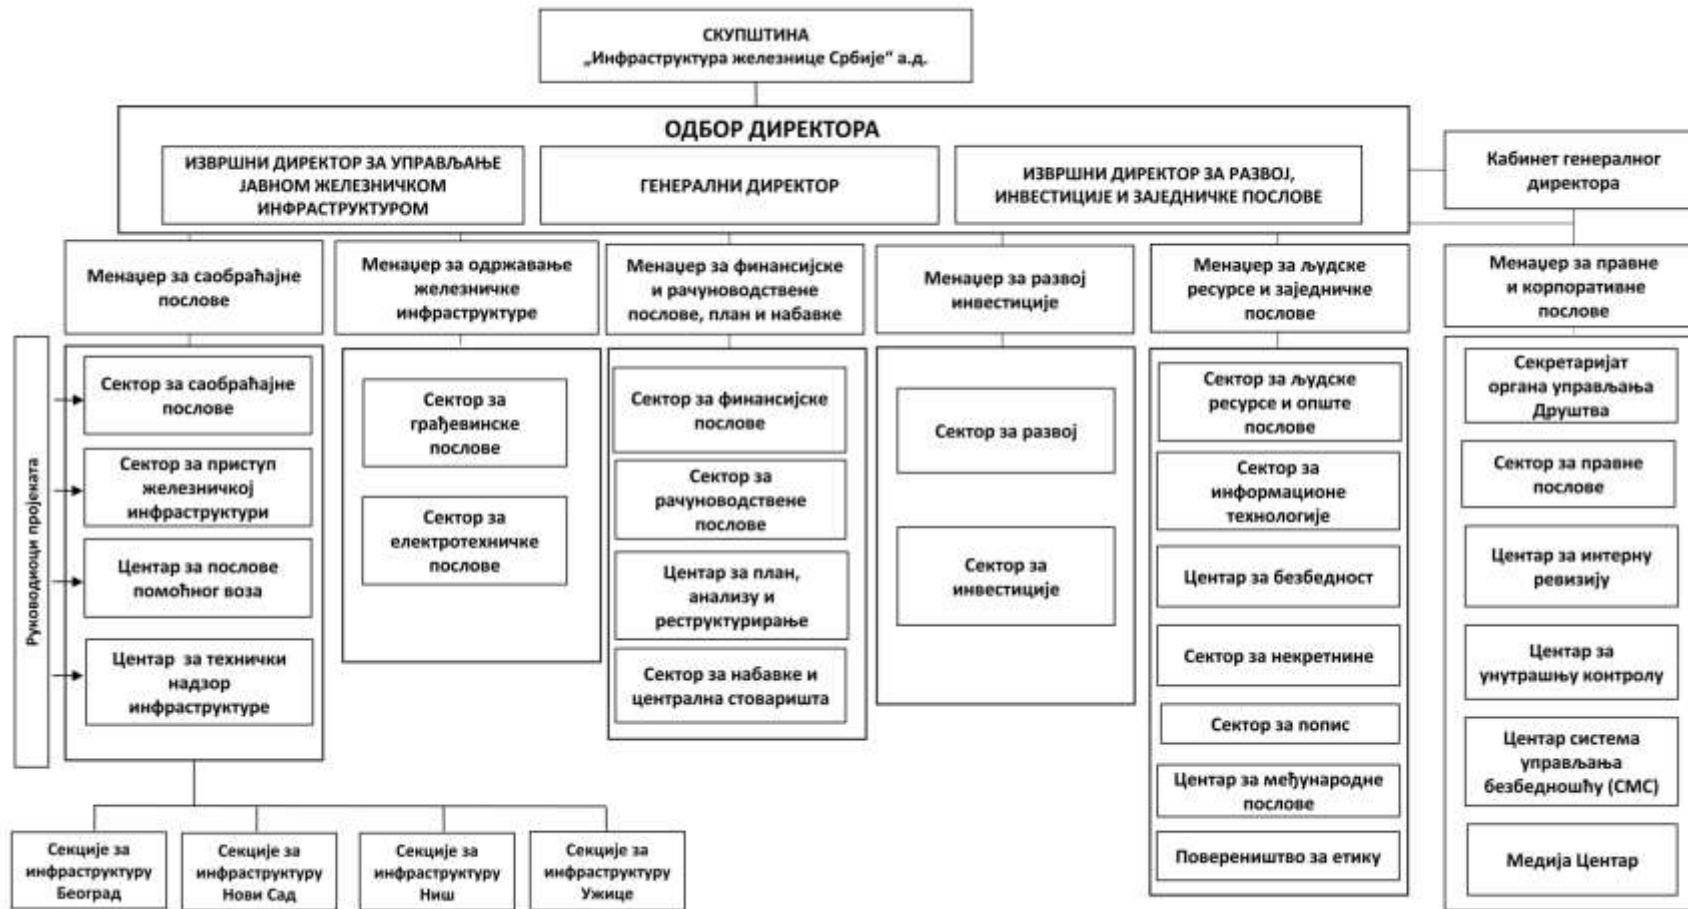 СКУПШТИНА
„Инфраструктура железнице Србије“ а.д.
ОДБОР ДИРЕКТОРА
ИЗВРШНИ ДИРЕКТОР ЗА УПРАВЉАЊЕ
ЈАВНОМ ЖЕЛЕЗНИЧКОМ
ИНФРАСТРУКТУРОМ
ГЕНЕРАЛНИ ДИРЕКТОР
ИЗВРШНИ ДИРЕКТОР ЗА РАЗВОЈ,
ИНВЕСТИЦИЈЕ И ЗАЈЕДНИЧКЕ ПОСЛОВЕ
Кабинет генералног
директора
Менаџер за саобраћајне
послове
Менаџер за одржавање
железничке
инфраструктуре
Менаџер за финансијске
и рачуноводствене
послове, план и набавке
Менаџер за развој
инвестиције
Менаџер за људске
ресурсе и заједничке
послове
Менаџер за правне
и корпоративне
послове
Руководиоци пројеката
Сектор за саобраћајне
послове
Сектор за приступ
железничкој
инфраструктури
Центар за послове
помоћног воза
Центар за технички
надзор
инфраструктуре
Сектор за
грађевинске
послове
Сектор за
електротехничке
послове
Сектор за финансијске
послове
Сектор за
рачуноводствене
послове
Центар за план,
анализу и
реструктурирање
Сектор за набавке и
централна стоваришта
Сектор за развој
Сектор за
инвестиције
Сектор за људске
ресурсе и опште
послове
Сектор за
информационе
технологије
Центар за безбедност
Сектор за некретнине
Сектор за попис
Центар за међународне
послове
Повереништво за етику
Секретаријат
органа управљања
Друштва
Сектор за правне
послове
Центар за интерну
ревизију
Центар за
унутрашњу контролу
Центар система
управљања
безбедношћу (СМС)
Медија Центар
Секције за
инфраструктуру
Београд
Секције за
инфраструктуру
Нови Сад
Секције за
инфраструктуру
Ниш
Секције за
инфраструктуру
Ужице